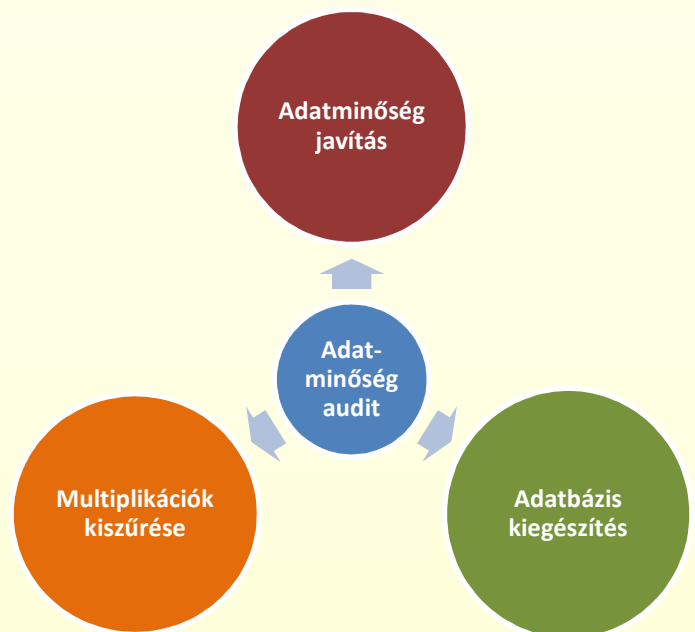 Adatminőség
javítás
Adat-
minőség
audit
Multiplikációk
kiszűrése
Adatbázis
kiegészítés